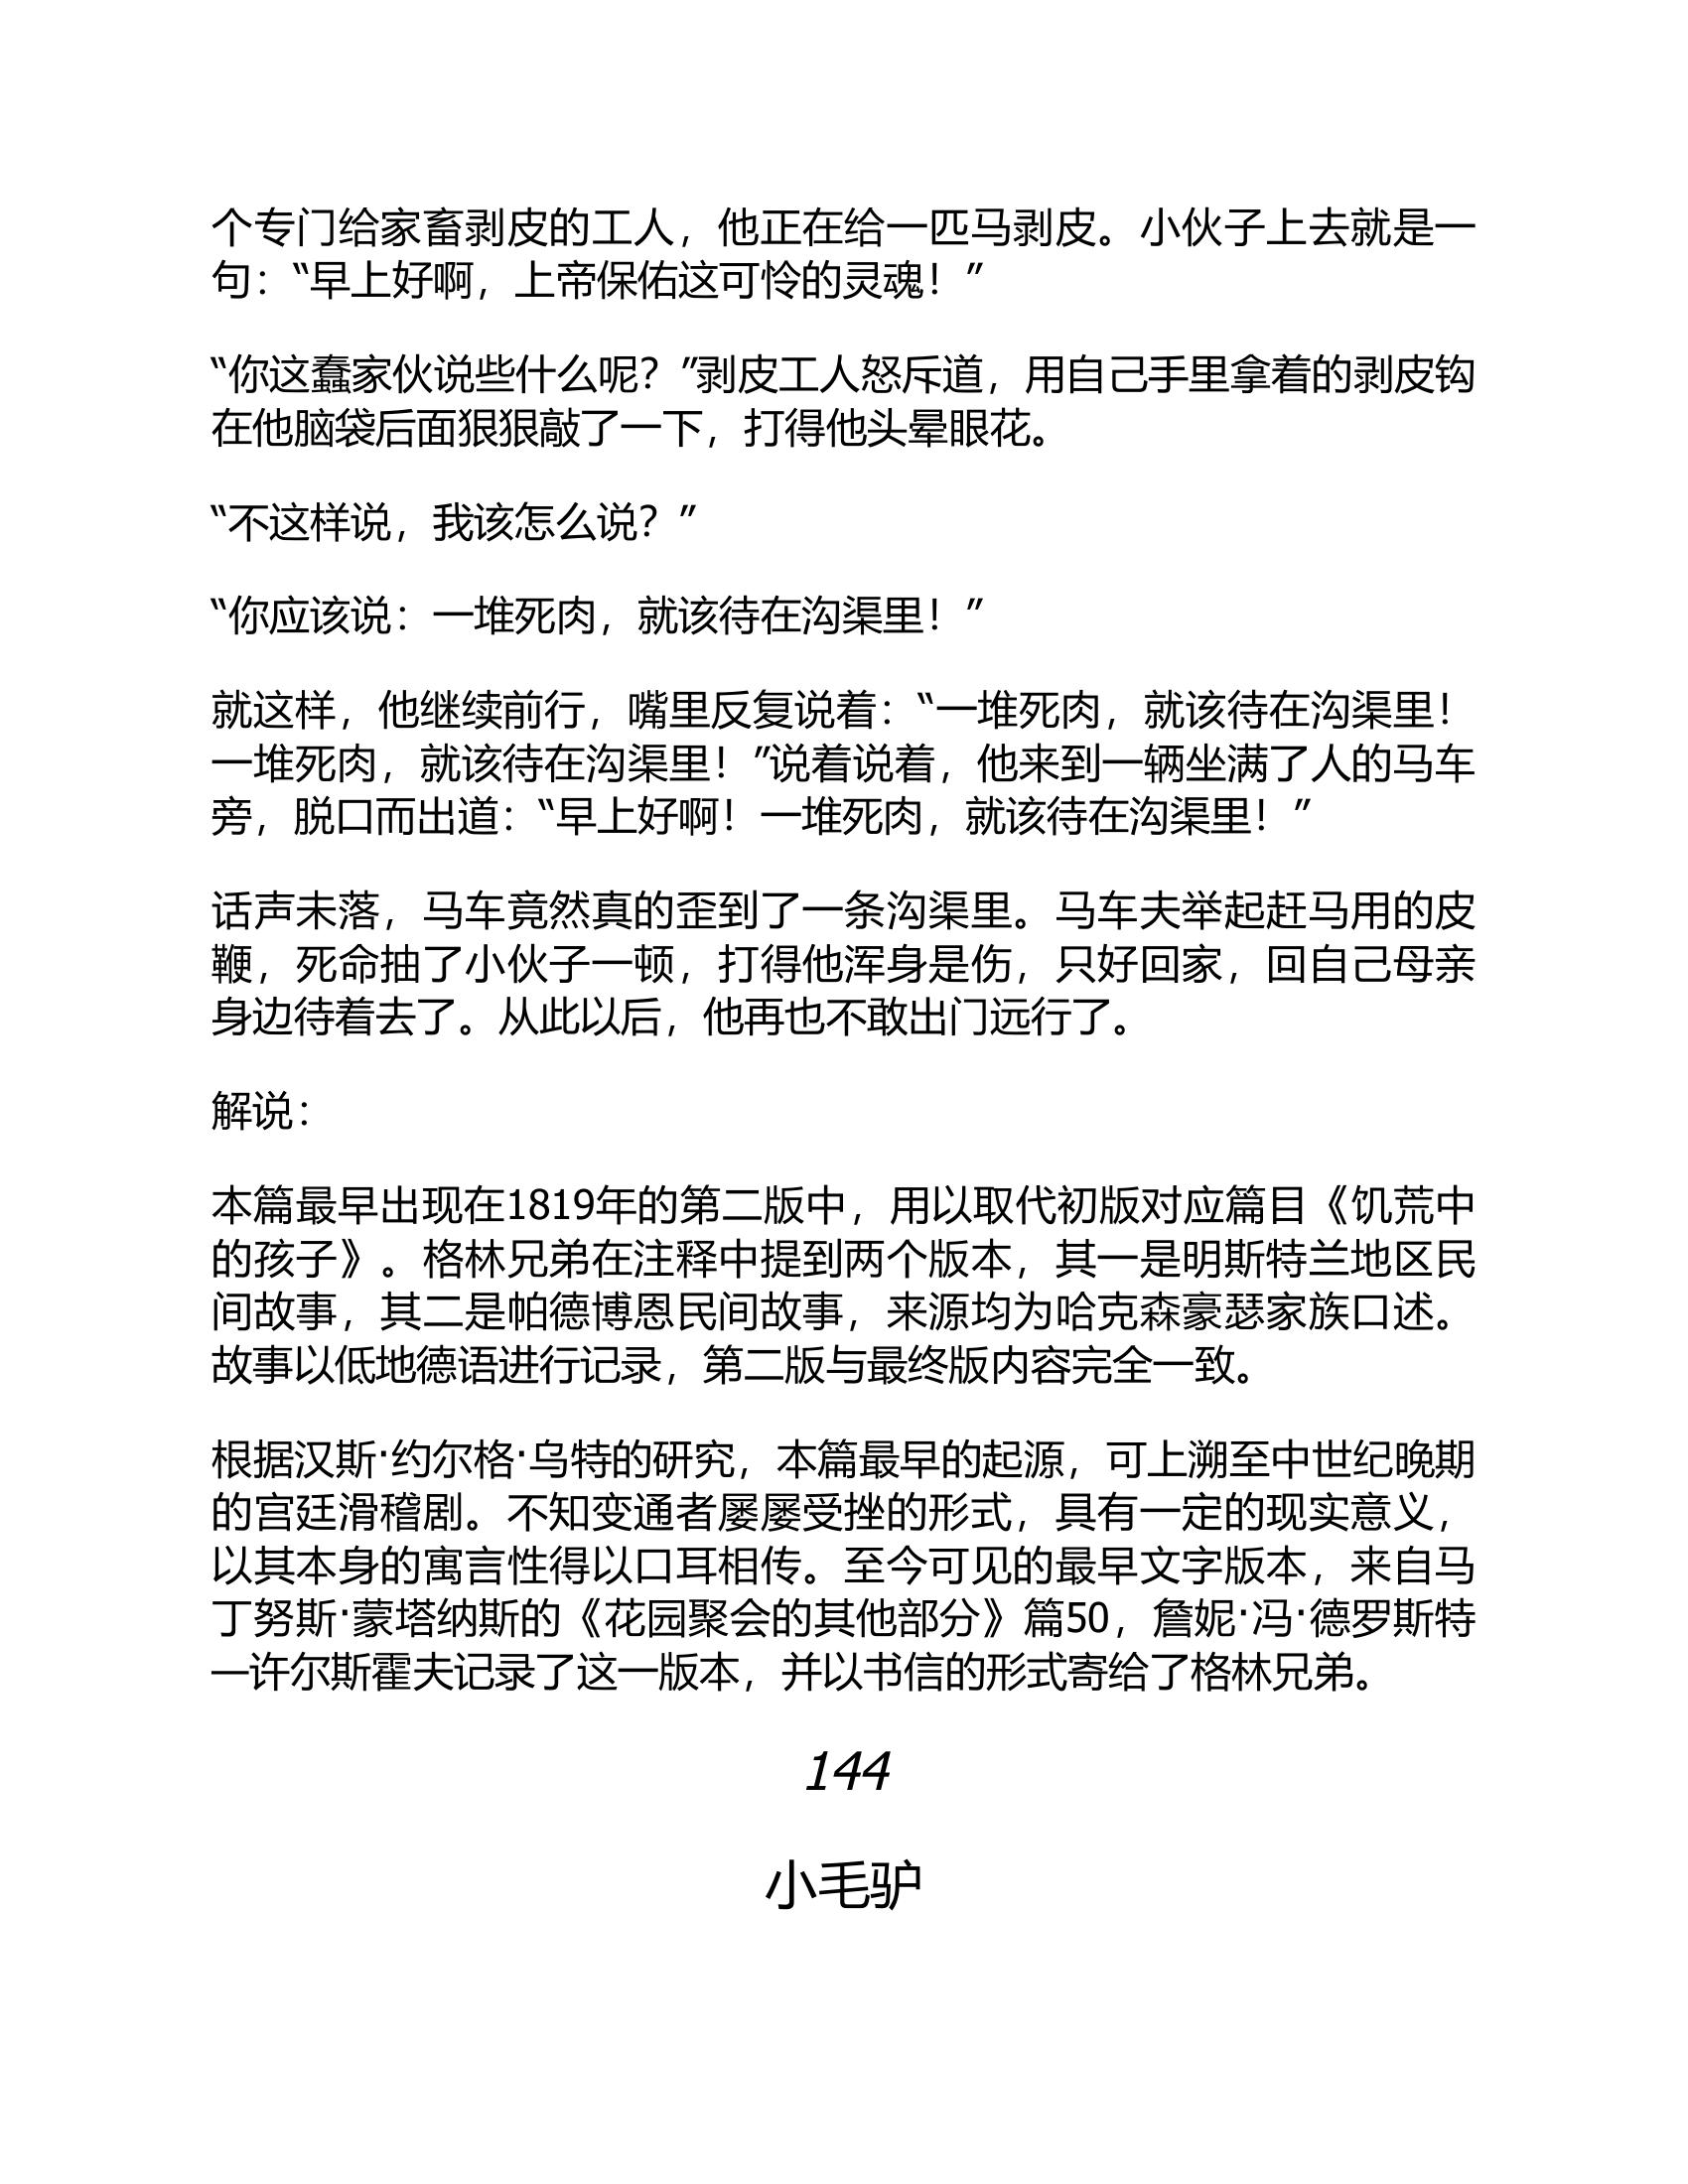 个专门给家畜剥皮的工人，他正在给一匹马剥皮。小伙子上去就是一
句：“早上好啊，上帝保佑这可怜的灵魂！”
“你这蠢家伙说些什么呢？”剥皮工人怒斥道，用自己手里拿着的剥皮钩
在他脑袋后面狠狠敲了一下，打得他头晕眼花。
“不这样说，我该怎么说？”
“你应该说：一堆死肉，就该待在沟渠里！”
就这样，他继续前行，嘴里反复说着：“一堆死肉，就该待在沟渠里！
一堆死肉，就该待在沟渠里！”说着说着，他来到一辆坐满了人的马车
旁，脱口而出道：“早上好啊！一堆死肉，就该待在沟渠里！”
话声未落，马车竟然真的歪到了一条沟渠里。马车夫举起赶马用的皮
鞭，死命抽了小伙子一顿，打得他浑身是伤，只好回家，回自己母亲
身边待着去了。从此以后，他再也不敢出门远行了。
解说：
本篇最早出现在1819年的第二版中，用以取代初版对应篇目《饥荒中
的孩子》。格林兄弟在注释中提到两个版本，其一是明斯特兰地区民
间故事，其二是帕德博恩民间故事，来源均为哈克森豪瑟家族口述。
故事以低地德语进行记录，第二版与最终版内容完全一致。
根据汉斯·约尔格·乌特的研究，本篇最早的起源，可上溯至中世纪晚期
的宫廷滑稽剧。不知变通者屡屡受挫的形式，具有一定的现实意义，
以其本身的寓言性得以口耳相传。至今可见的最早文字版本，来自马
丁努斯·蒙塔纳斯的《花园聚会的其他部分》篇50，詹妮·冯·德罗斯特
—许尔斯霍夫记录了这一版本，并以书信的形式寄给了格林兄弟。
144
小毛驴